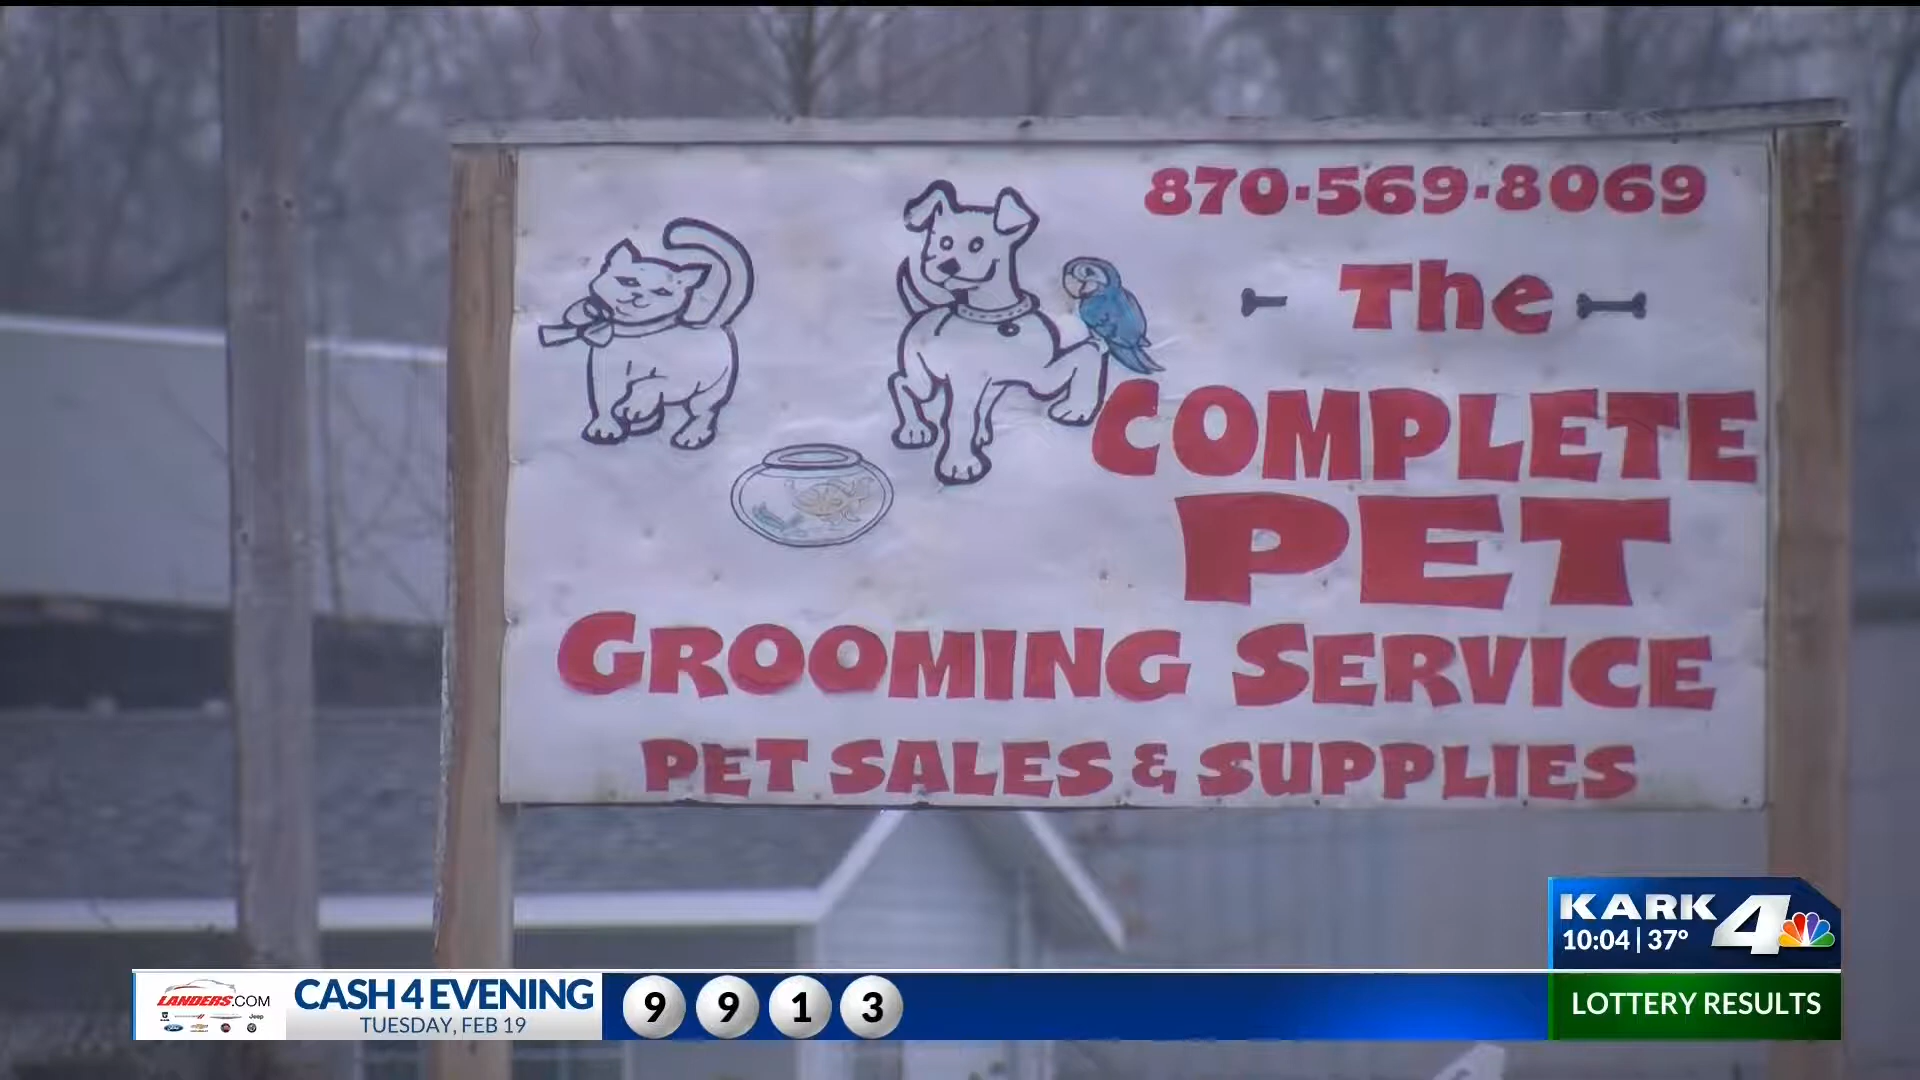 870-569-8069
The
COMPLETE
PET
GROOMING SERVICE
PET SALES & SUPPLIES
KARK 4
10:04 | 37°
LANDERS.COM
CASH 4 EVENING
TUESDAY, FEB 19
9 9 1 3
LOTTERY RESULTS